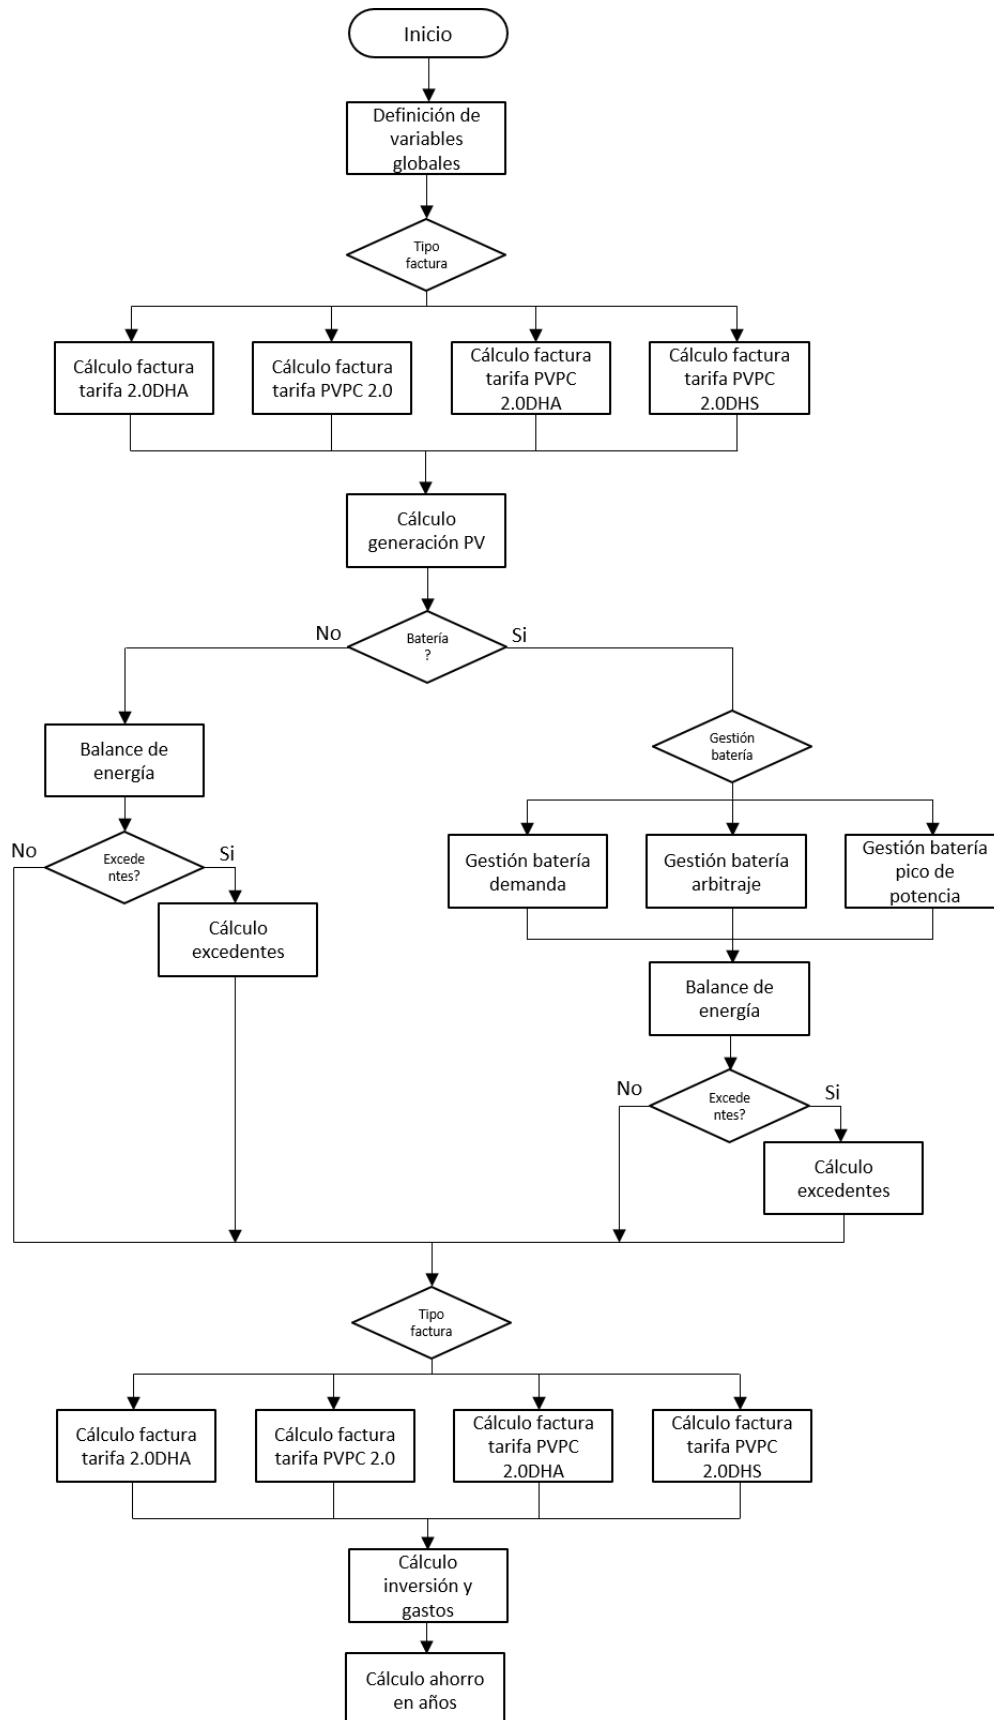 Inicio
Definición de
variables
globales
Tipo
factura
Cálculo factura
tarifa 2.0DHA
Cálculo factura
tarifa PVPC 2.0
Cálculo factura
tarifa PVPC
2.0DHA
Cálculo factura
tarifa PVPC
2.0DHS
Cálculo
generación PV
No
Batería
?
Si
Balance de
energía
Gestión
batería
No
Excede
ntes?
Si
Cálculo
excedentes
Gestión batería
demanda
Gestión batería
arbitraje
Gestión batería
pico de
potencia
Balance de
energía
No
Excede
ntes?
Si
Cálculo
excedentes
Tipo
factura
Cálculo factura
tarifa 2.0DHA
Cálculo factura
tarifa PVPC 2.0
Cálculo factura
tarifa PVPC
2.0DHA
Cálculo factura
tarifa PVPC
2.0DHS
Cálculo
inversión y
gastos
Cálculo ahorro
en años